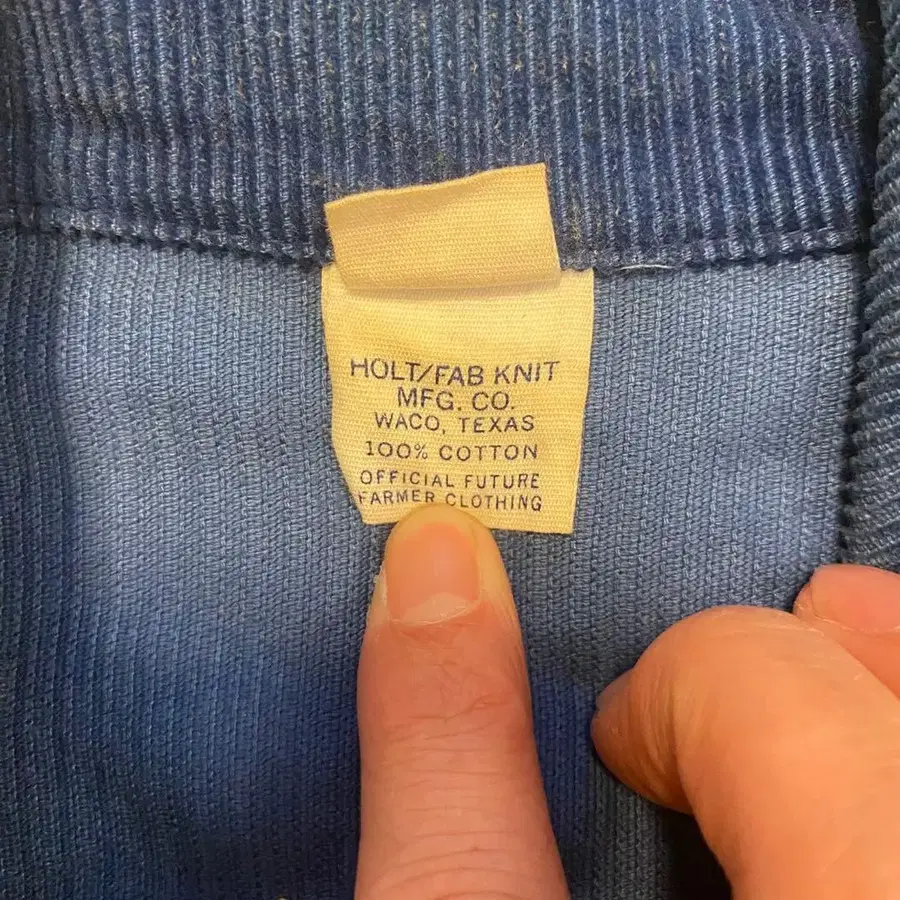 HOLT/FAB KNIT
MFG. CO.
WACO, TEXAS
100% COTTON
OFFICIAL FUTURE
FARMER CLOTHING